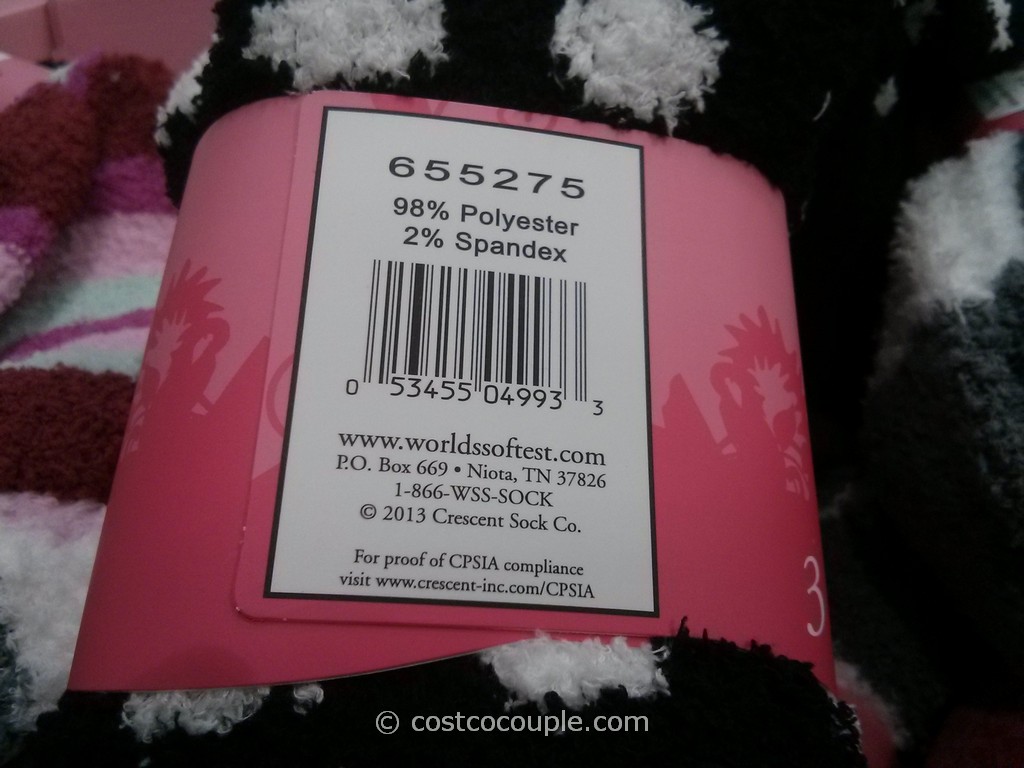 655275
98% Polyester
2% Spandex
0 53455 04993 3
www.worldssoftest.com
P.O. Box 669 • Niota, TN 37826
1-866-WSS-SOCK
© 2013 Crescent Sock Co.
For proof of CPSIA compliance
visit www.crescent-inc.com/CPSIA
3
© costcocouple.com